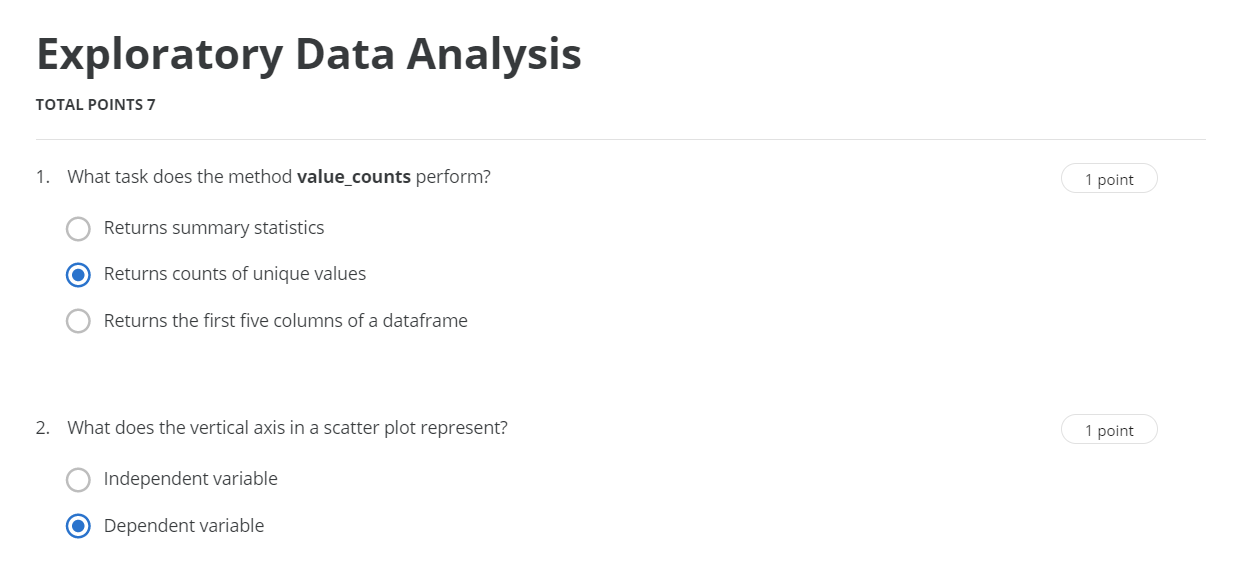 Exploratory Data Analysis
TOTAL POINTS 7
1. What task does the method value_counts perform?
1 point
Returns summary statistics
Returns counts of unique values
Returns the first five columns of a dataframe
2. What does the vertical axis in a scatter plot represent?
1 point
Independent variable
Dependent variable